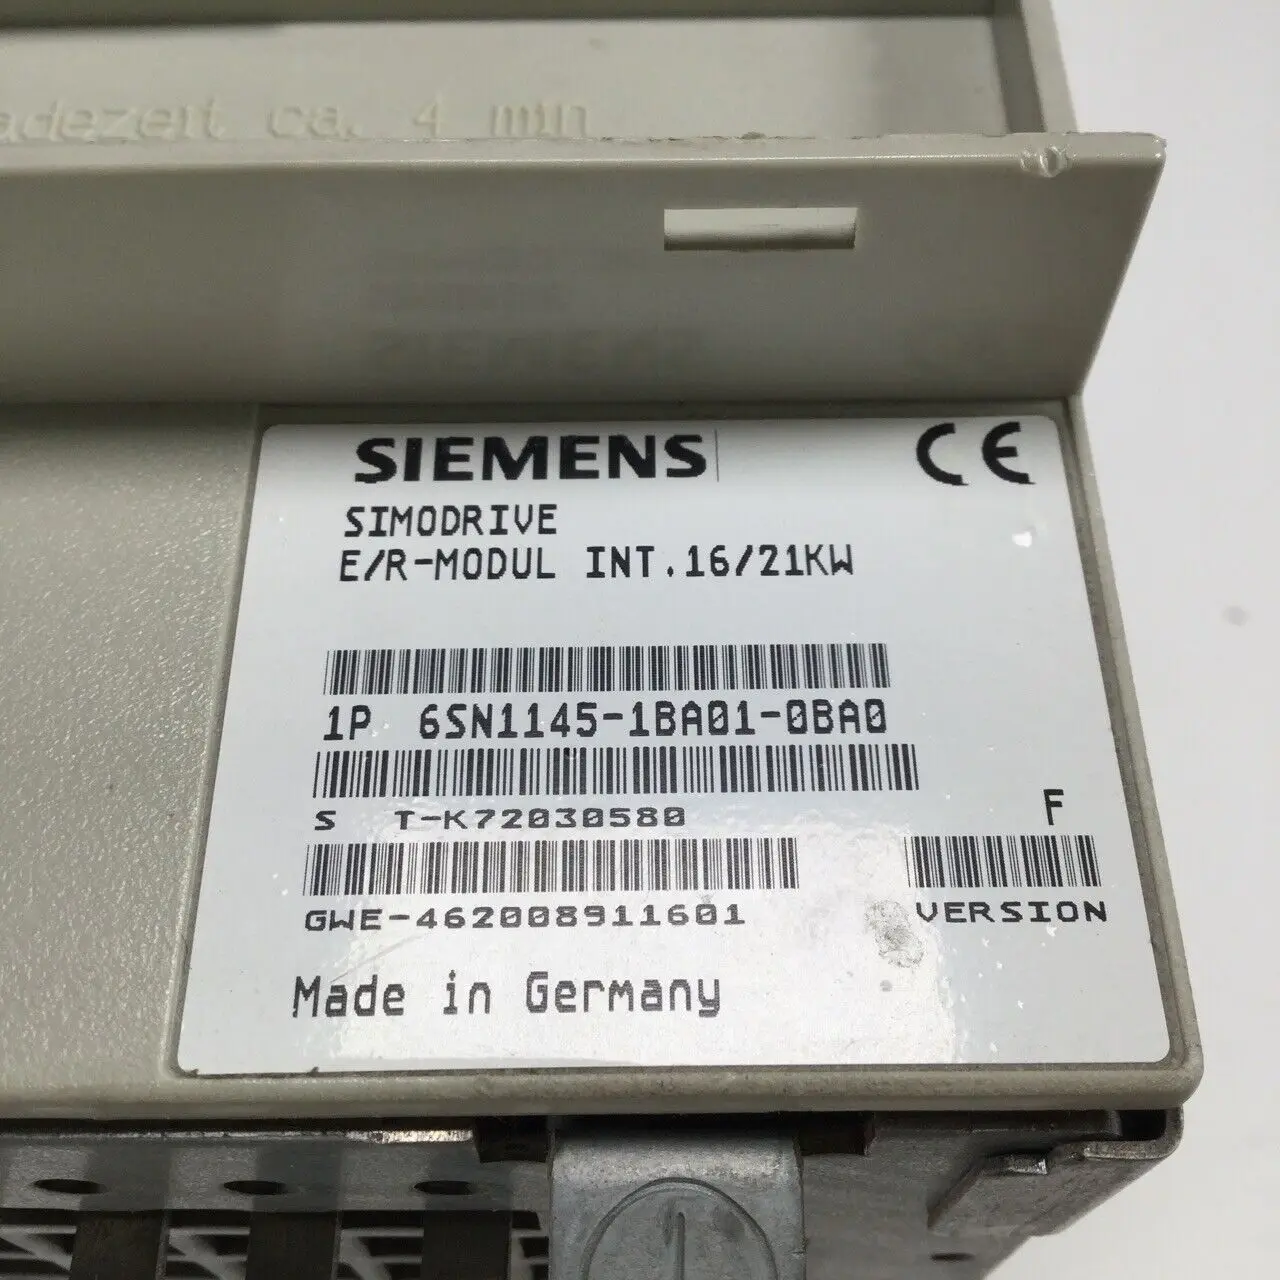 ca. 4 min
SIEMENS CE
SIMODRIVE
E/R-MODUL INT.16/21KW
1P 6SN1145-1BA01-0BA0
S T-K72030580 F
GWE-462008911601 VERSION
Made in Germany